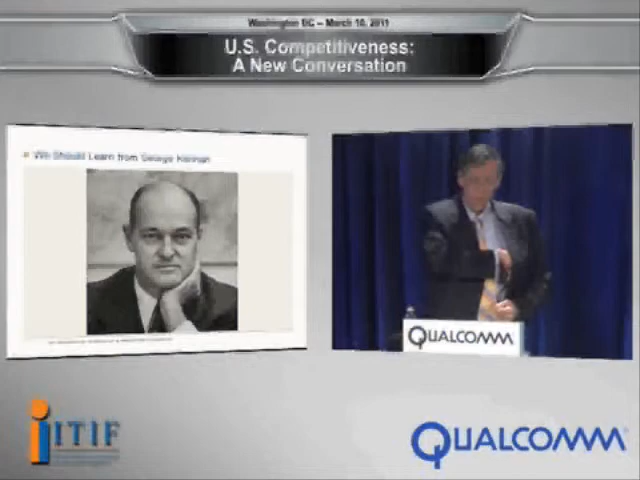 Washington DC – March 10, 2011
U.S. Competitiveness:
A New Conversation
We Should Learn from George Kennan
QUALCOMM
ITIF
QUALCOMM